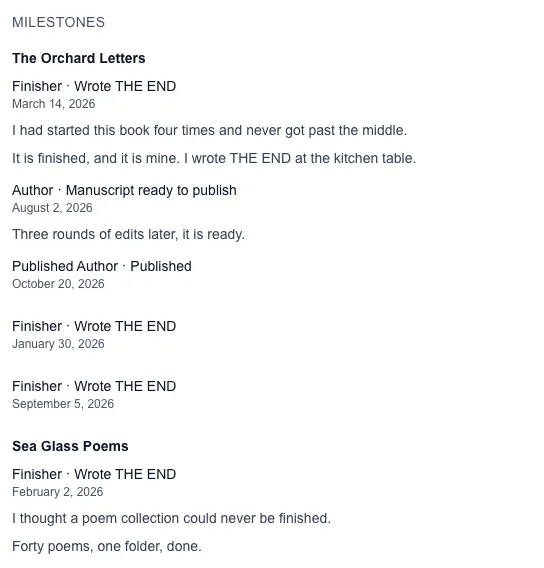 MILESTONES
The Orchard Letters
Finisher · Wrote THE END
March 14, 2026
I had started this book four times and never got past the middle.
It is finished, and it is mine. I wrote THE END at the kitchen table.
Author · Manuscript ready to publish
August 2, 2026
Three rounds of edits later, it is ready.
Published Author · Published
October 20, 2026
Finisher · Wrote THE END
January 30, 2026
Finisher · Wrote THE END
September 5, 2026
Sea Glass Poems
Finisher · Wrote THE END
February 2, 2026
I thought a poem collection could never be finished.
Forty poems, one folder, done.